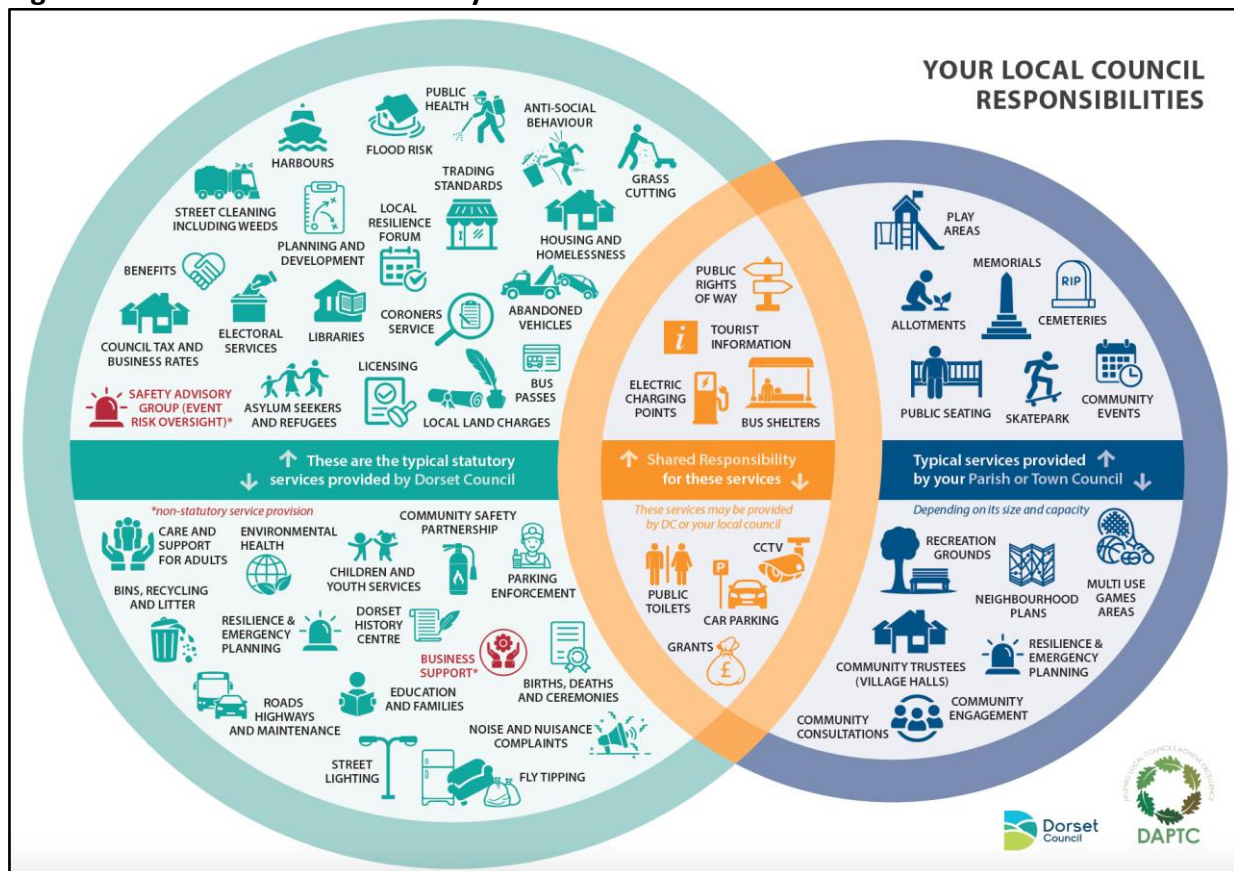 YOUR LOCAL COUNCIL
RESPONSIBILITIES
HARBOURS
FLOOD RISK
PUBLIC
HEALTH
ANTI-SOCIAL
BEHAVIOUR
GRASS
CUTTING
STREET CLEANING
INCLUDING WEEDS
PLANNING AND
DEVELOPMENT
LOCAL
RESILIENCE
FORUM
TRADING
STANDARDS
HOUSING AND
HOMELESSNESS
BENEFITS
COUNCIL TAX AND
BUSINESS RATES
ELECTORAL
SERVICES
LIBRARIES
CORONERS
SERVICE
ABANDONED
VEHICLES
SAFETY ADVISORY
GROUP (EVENT
RISK OVERSIGHT)*
ASYLUM SEEKERS
AND REFUGEES
LICENSING
LOCAL LAND CHARGES
BUS
PASSES
These are the typical statutory
services provided by Dorset Council
*non-statutory service provision
CARE AND
SUPPORT
FOR ADULTS
ENVIRONMENTAL
HEALTH
CHILDREN AND
YOUTH SERVICES
COMMUNITY SAFETY
PARTNERSHIP
PARKING
ENFORCEMENT
BINS, RECYCLING
AND LITTER
RESILIENCE &
EMERGENCY
PLANNING
DORSET
HISTORY
CENTRE
BUSINESS
SUPPORT*
BIRTHS, DEATHS
AND CEREMONIES
ROADS
HIGHWAYS
AND MAINTENANCE
EDUCATION
AND FAMILIES
NOISE AND NUISANCE
COMPLAINTS
STREET
LIGHTING
FLY TIPPING
PUBLIC
RIGHTS
OF WAY
i
TOURIST
INFORMATION
ELECTRIC
CHARGING
POINTS
BUS SHELTERS
Shared Responsibility
for these services
These services may be provided
by DC or your local council
PUBLIC
TOILETS
P
CAR PARKING
CCTV
GRANTS
£
PLAY
AREAS
ALLOTMENTS
MEMORIALS
RIP
CEMETERIES
PUBLIC SEATING
SKATEPARK
COMMUNITY
EVENTS
Typical services provided
by your Parish or Town Council
Depending on its size and capacity
RECREATION
GROUNDS
NEIGHBOURHOOD
PLANS
MULTI USE
GAMES
AREAS
COMMUNITY TRUSTEES
(VILLAGE HALLS)
RESILIENCE &
EMERGENCY
PLANNING
COMMUNITY
CONSULTATIONS
COMMUNITY
ENGAGEMENT
Dorset
Council
HELPING LOCAL COUNCILS ACHIEVE EXCELLENCE
DAPTC